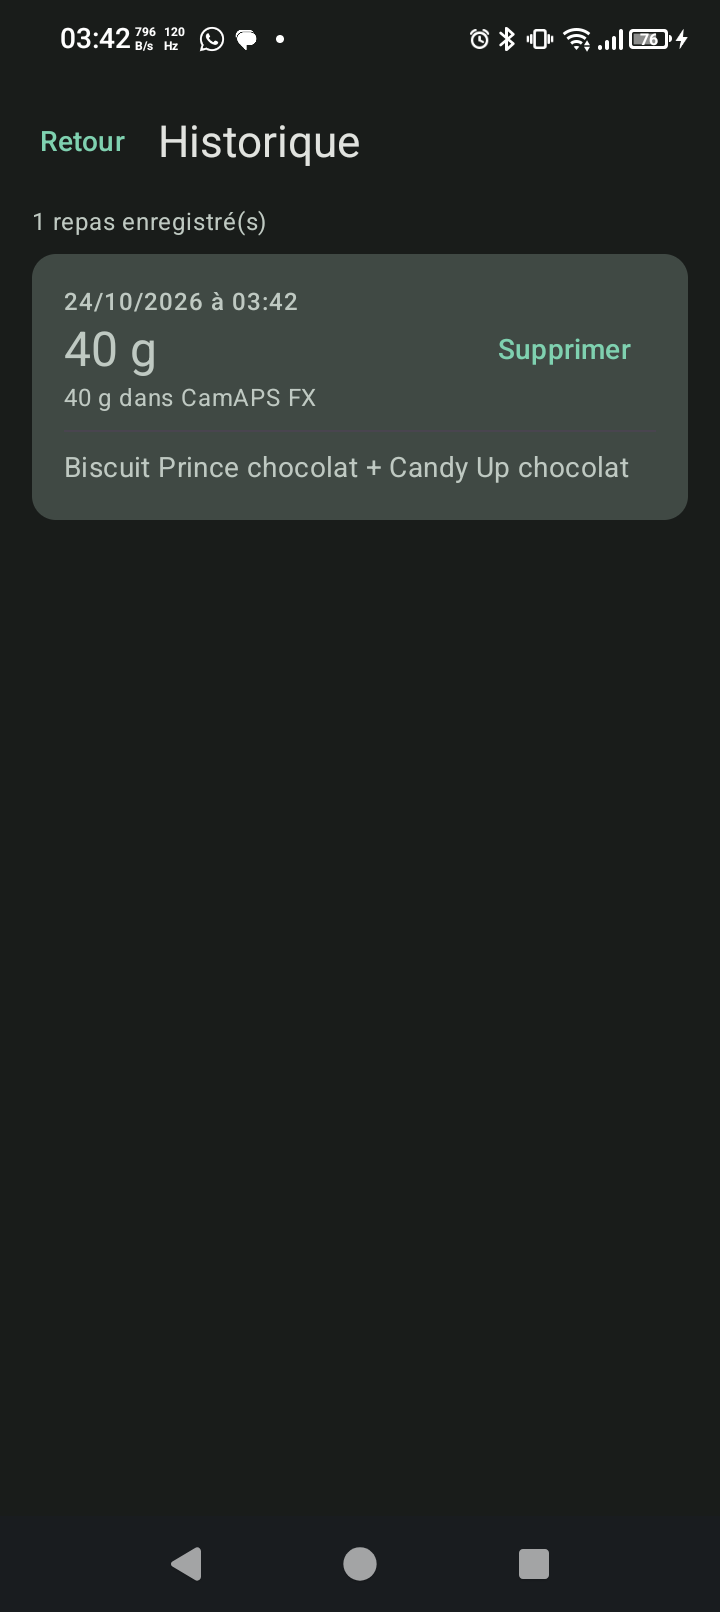 03:42 796 B/s 120 Hz 76
Retour Historique
1 repas enregistré(s)
24/10/2026 à 03:42
40 g
Supprimer
40 g dans CamAPS FX
Biscuit Prince chocolat + Candy Up chocolat